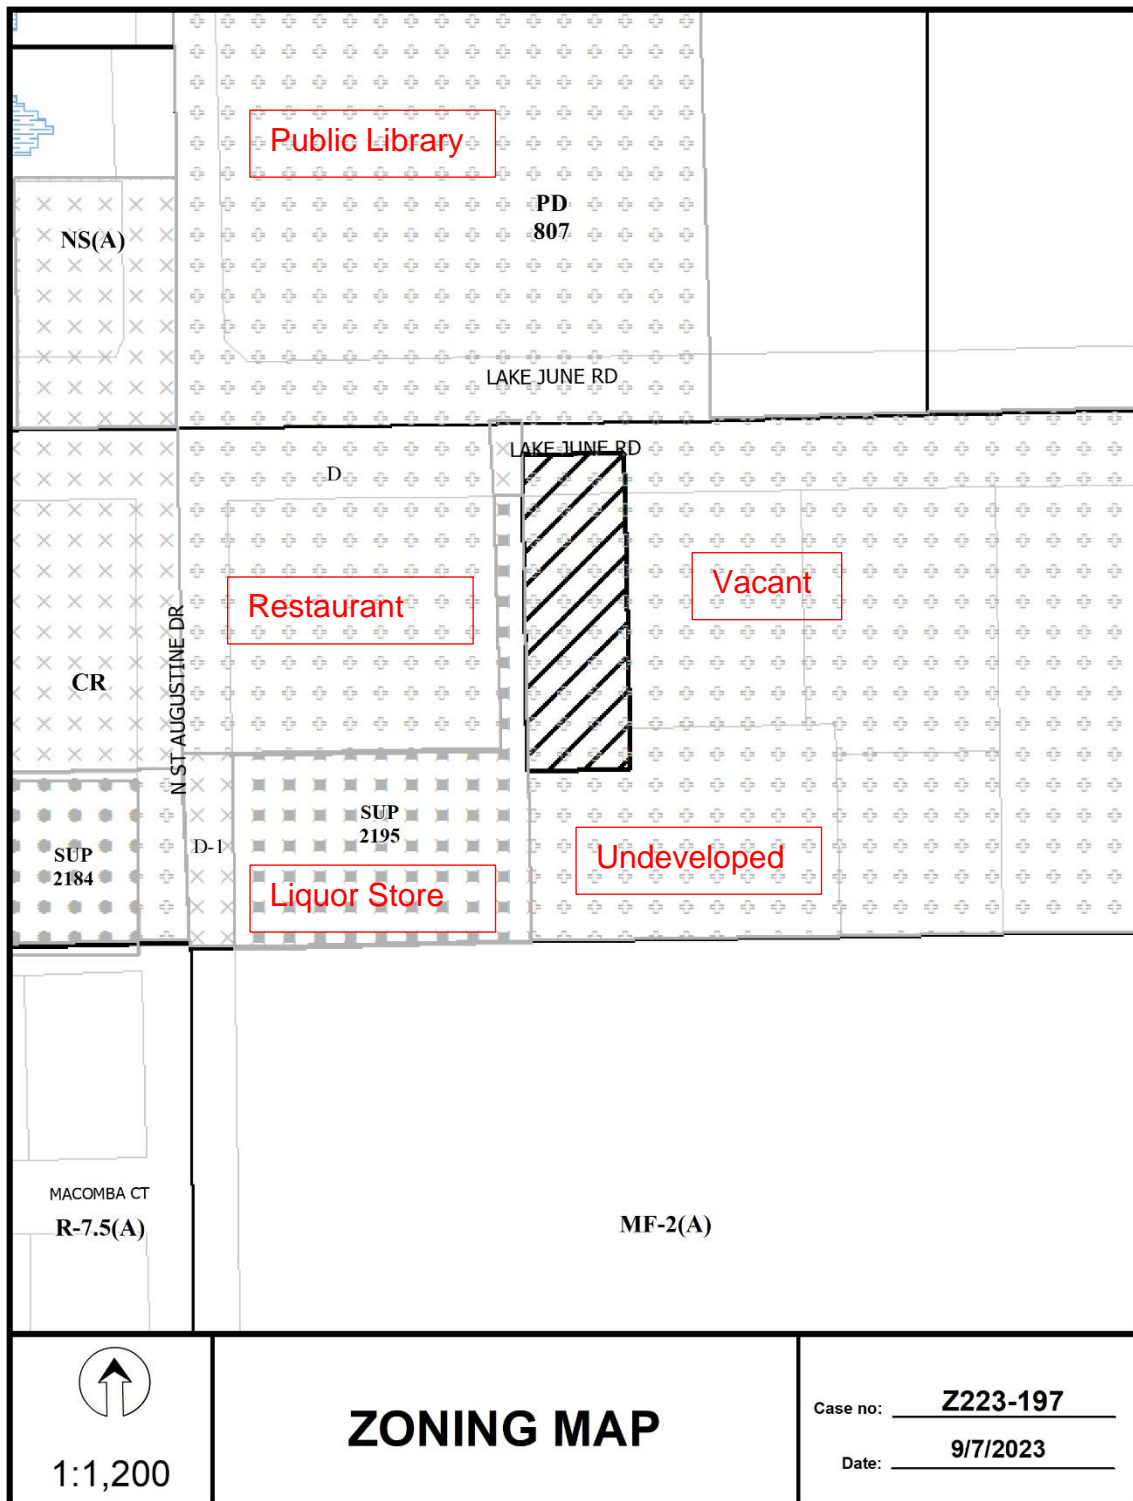 Public Library
PD
807
NS(A)
LAKE JUNE RD
LAKE JUNE RD
D
Vacant
Restaurant
N ST AUGUSTINE DR
CR
SUP
2195
D-1
SUP
2184
Undeveloped
Liquor Store
MACOMBA CT
R-7.5(A)
MF-2(A)
1:1,200
ZONING MAP
Case no: Z223-197
Date: 9/7/2023